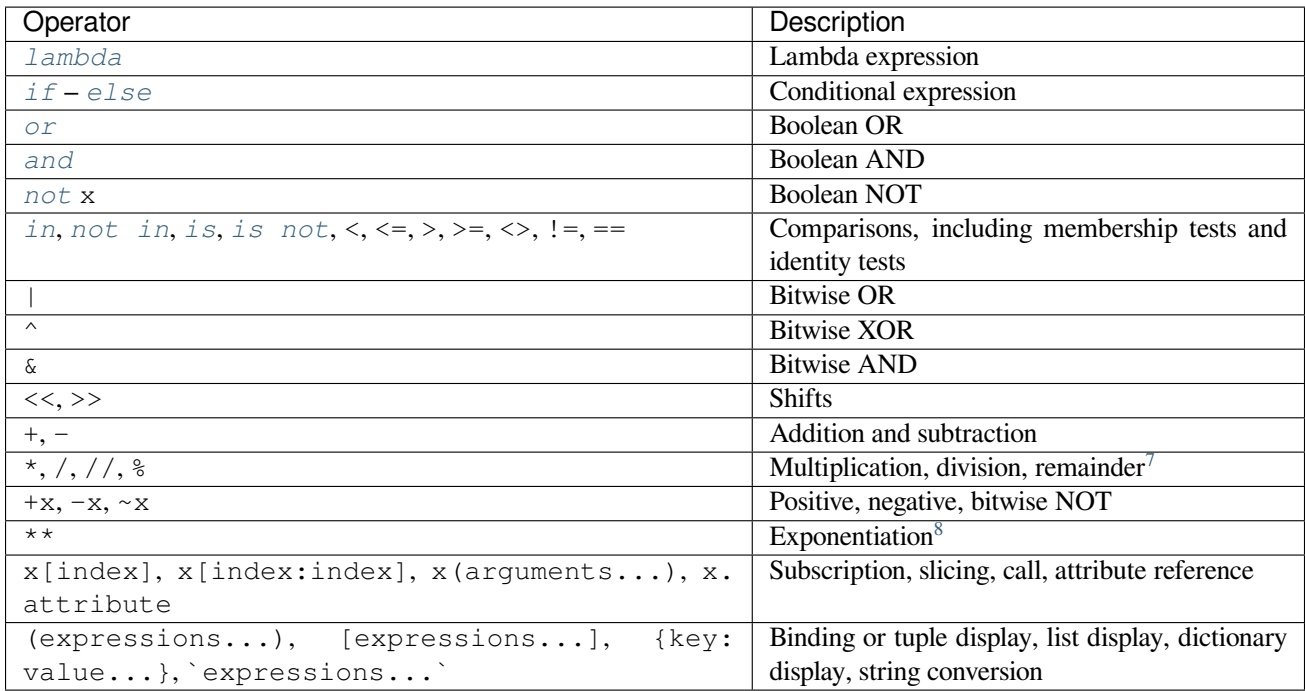 Operator Description
lambda Lambda expression
if – else Conditional expression
or Boolean OR
and Boolean AND
not x Boolean NOT
in, not in, is, is not, <, <=, >, >=, <>, !=, == Comparisons, including membership tests and
identity tests
| Bitwise OR
^ Bitwise XOR
& Bitwise AND
<<, >> Shifts
+, - Addition and subtraction
*, /, //, % Multiplication, division, remainder7
+x, -x, ~x Positive, negative, bitwise NOT
** Exponentiation8
x[index], x[index:index], x(arguments...), x. Subscription, slicing, call, attribute reference
attribute
(expressions...), [expressions...], {key: Binding or tuple display, list display, dictionary
value...}, `expressions...` display, string conversion